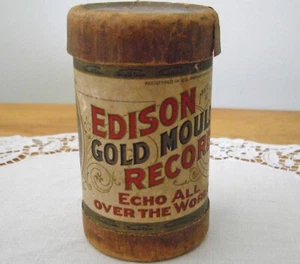 EDISON
GOLD MOUL
RECOR
ECHO ALL
OVER THE WOR